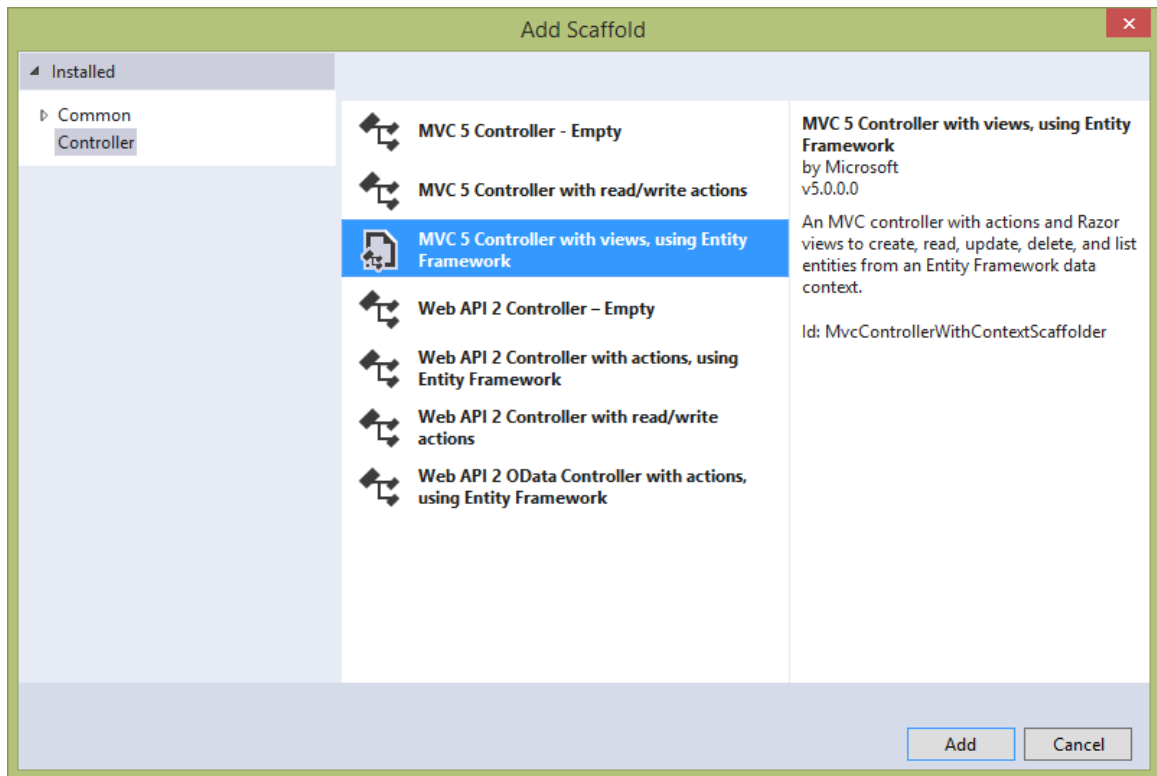 Add Scaffold
Installed
Common
Controller
MVC 5 Controller - Empty
MVC 5 Controller with read/write actions
MVC 5 Controller with views, using Entity
Framework
Web API 2 Controller – Empty
Web API 2 Controller with actions, using
Entity Framework
Web API 2 Controller with read/write
actions
Web API 2 OData Controller with actions,
using Entity Framework
MVC 5 Controller with views, using Entity
Framework
by Microsoft
v5.0.0.0
An MVC controller with actions and Razor
views to create, read, update, delete, and list
entities from an Entity Framework data
context.
Id: MvcControllerWithContextScaffolder
Add
Cancel